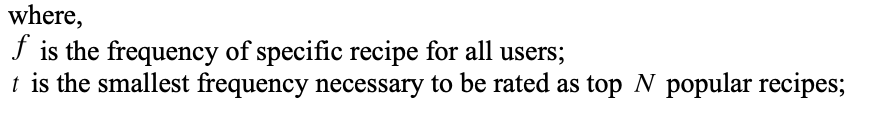 where,
f is the frequency of specific recipe for all users;
t is the smallest frequency necessary to be rated as top N popular recipes;